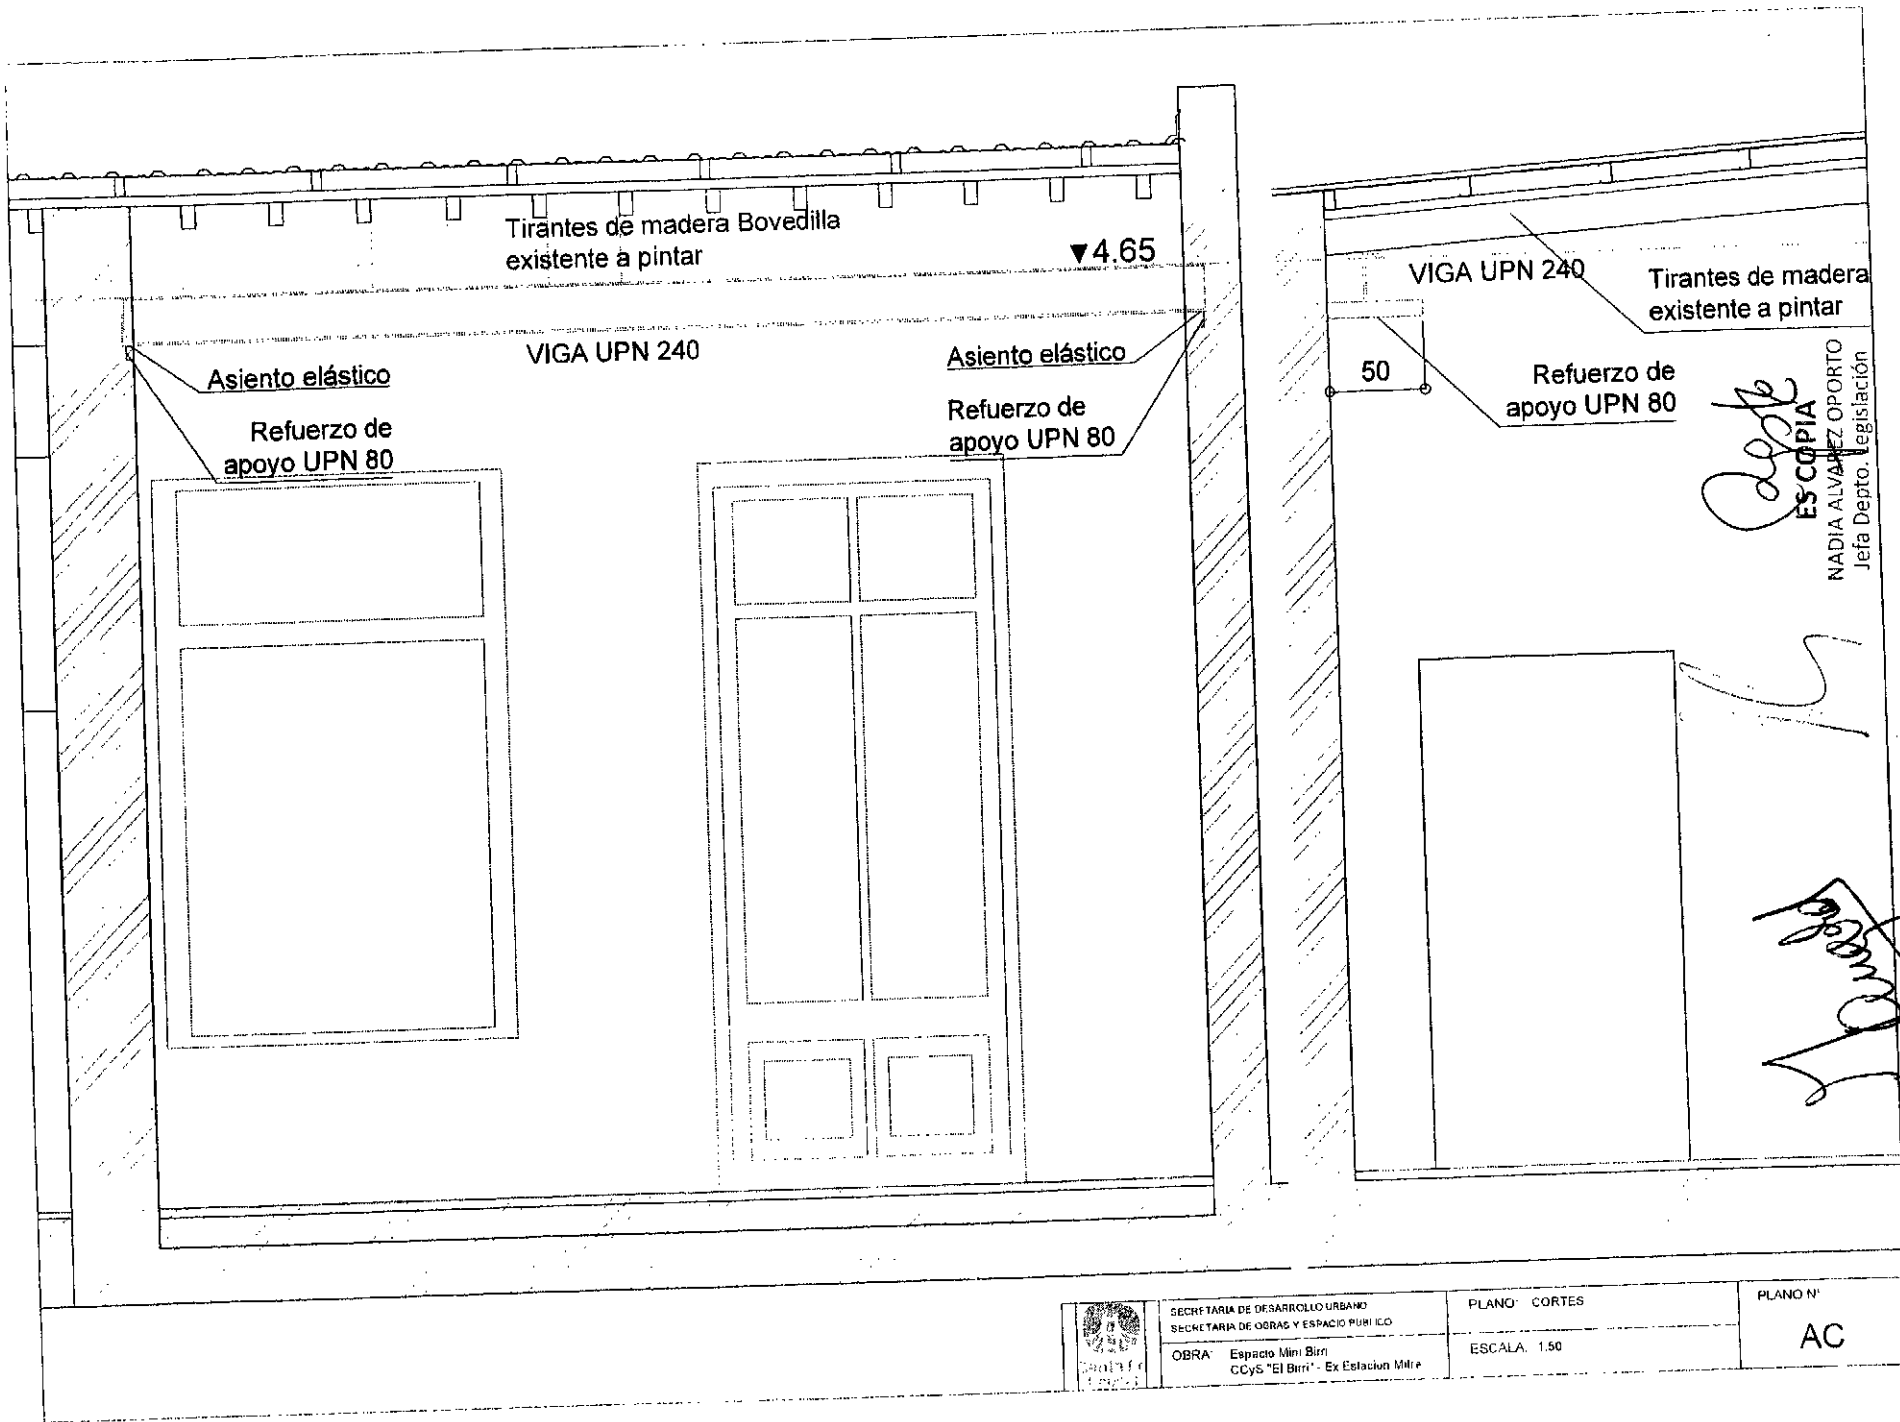 Tirantes de madera Bovedilla
existente a pintar
▼4.65
VIGA UPN 240
Asiento elástico
Refuerzo de
apoyo UPN 80
Asiento elástico
Refuerzo de
apoyo UPN 80
VIGA UPN 240
Tirantes de madera
existente a pintar
50
Refuerzo de
apoyo UPN 80
ES COPIA
NADIA ALVAREZ OPORTO
Jefa Depto. Legislación
SECRETARIA DE DESARROLLO URBANO
SECRETARIA DE OBRAS Y ESPACIO PUBLICO
OBRA: Espacio Mini Birri
CCyS "El Birri" - Ex Estacion Mitre
PLANO: CORTES
ESCALA: 1.50
PLANO N°
AC